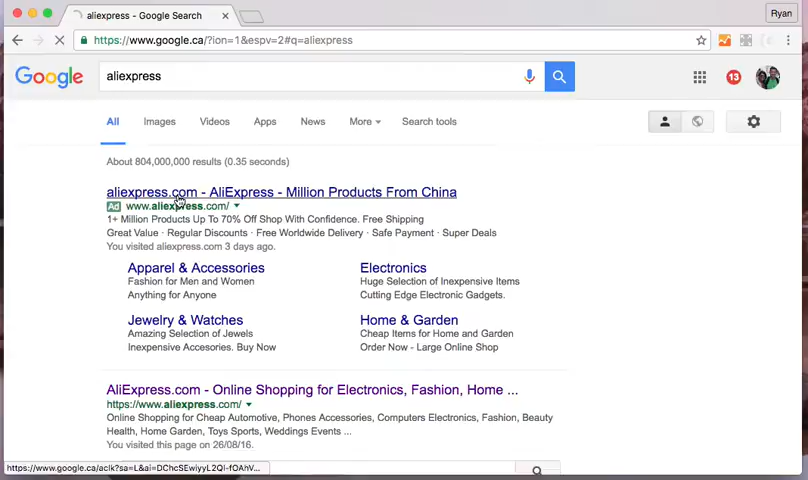 aliexpress - Google Search
Ryan
https://www.google.ca/?ion=1&espv=2#q=aliexpress
Google
aliexpress
13
All Images Videos Apps News More Search tools
About 804,000,000 results (0.35 seconds)
aliexpress.com - AliExpress - Million Products From China
Ad www.aliexpress.com/
1+ Million Products Up To 70% Off Shop With Confidence. Free Shipping
Great Value · Regular Discounts · Free Worldwide Delivery · Safe Payment · Super Deals
You visited aliexpress.com 3 days ago.
Apparel & Accessories
Fashion for Men and Women
Anything for Anyone
Electronics
Huge Selection of Inexpensive Items
Cutting Edge Electronic Gadgets.
Jewelry & Watches
Amazing Selection of Jewels
Inexpensive Accesories. Buy Now
Home & Garden
Cheap Items for Home and Garden
Order Now - Large Online Shop
AliExpress.com - Online Shopping for Electronics, Fashion, Home ...
https://www.aliexpress.com/
Online Shopping for Cheap Automotive, Phones Accessories, Computers Electronics, Fashion, Beauty
Health, Home Garden, Toys Sports, Weddings Events ...
You visited this page on 26/08/16.